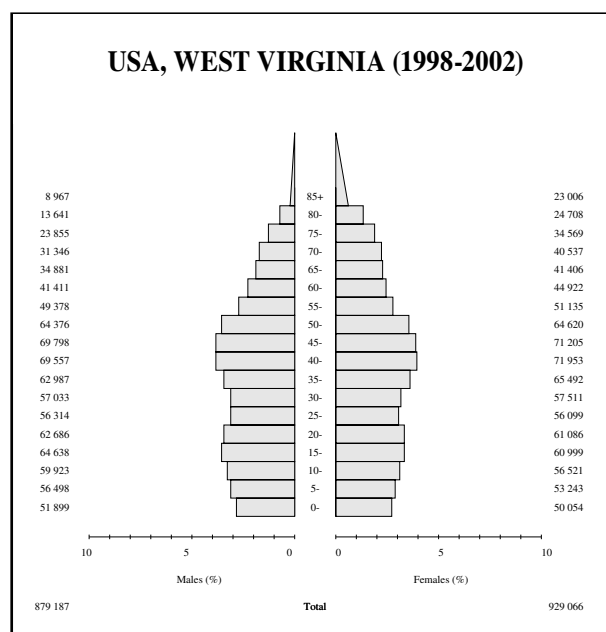 USA, WEST VIRGINIA (1998-2002)
8 967 85+ 23 006
13 641 80- 24 708
23 855 75- 34 569
31 346 70- 40 537
34 881 65- 41 406
41 411 60- 44 922
49 378 55- 51 135
64 376 50- 64 620
69 798 45- 71 205
69 557 40- 71 953
62 987 35- 65 492
57 033 30- 57 511
56 314 25- 56 099
62 686 20- 61 086
64 638 15- 60 999
59 923 10- 56 521
56 498 5- 53 243
51 899 0- 50 054
10 5 0 0 5 10
Males (%) Females (%)
879 187 Total 929 066